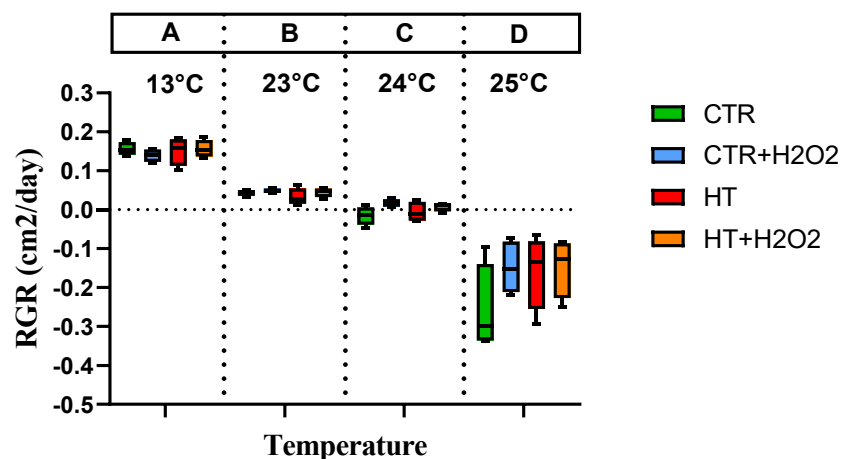 A B C D
13°C 23°C 24°C 25°C
0.3
0.2
0.1
0.0
-0.1
-0.2
-0.3
-0.4
-0.5
RGR (cm2/day)
Temperature
CTR
CTR+H2O2
HT
HT+H2O2